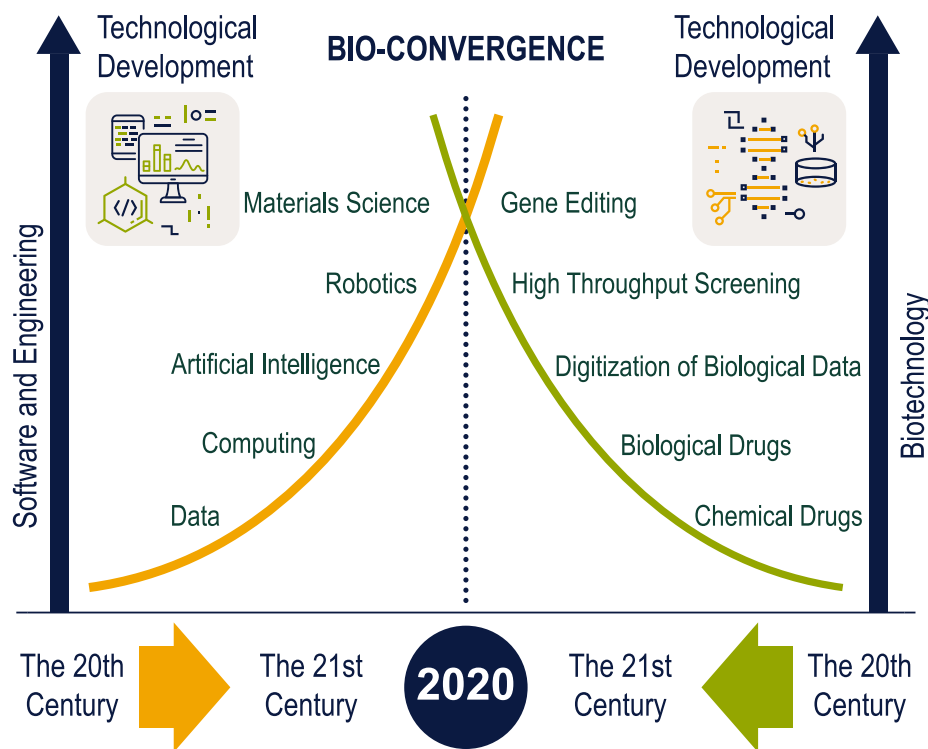 Technological
Development
BIO-CONVERGENCE
Technological
Development
</>
Software and Engineering
Biotechnology
Materials Science
Gene Editing
Robotics
High Throughput Screening
Artificial Intelligence
Digitization of Biological Data
Computing
Biological Drugs
Data
Chemical Drugs
The 20th
Century
The 21st
Century
2020
The 21st
Century
The 20th
Century